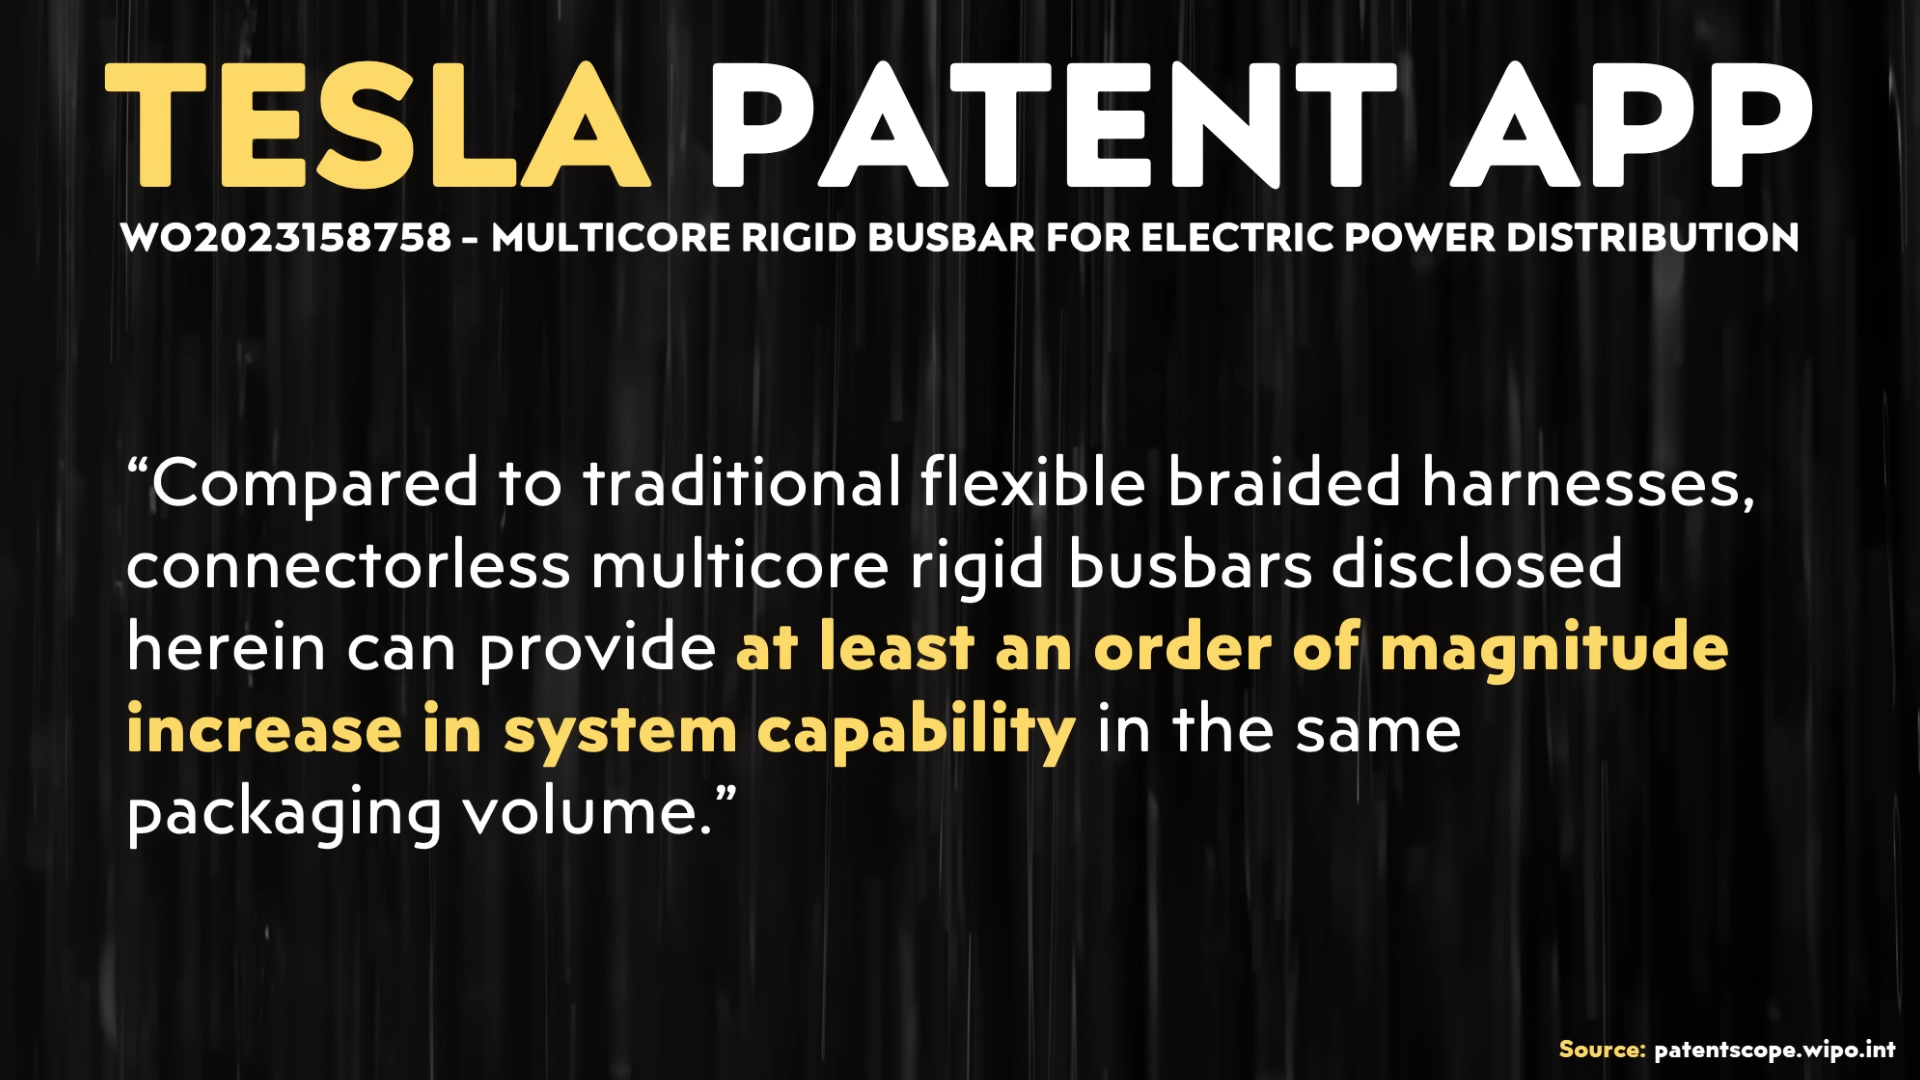 TESLA PATENT APP
WO2023158758 - MULTICORE RIGID BUSBAR FOR ELECTRIC POWER DISTRIBUTION
“Compared to traditional flexible braided harnesses,
connectorless multicore rigid busbars disclosed
herein can provide at least an order of magnitude
increase in system capability in the same
packaging volume.”
Source: patentscope.wipo.int